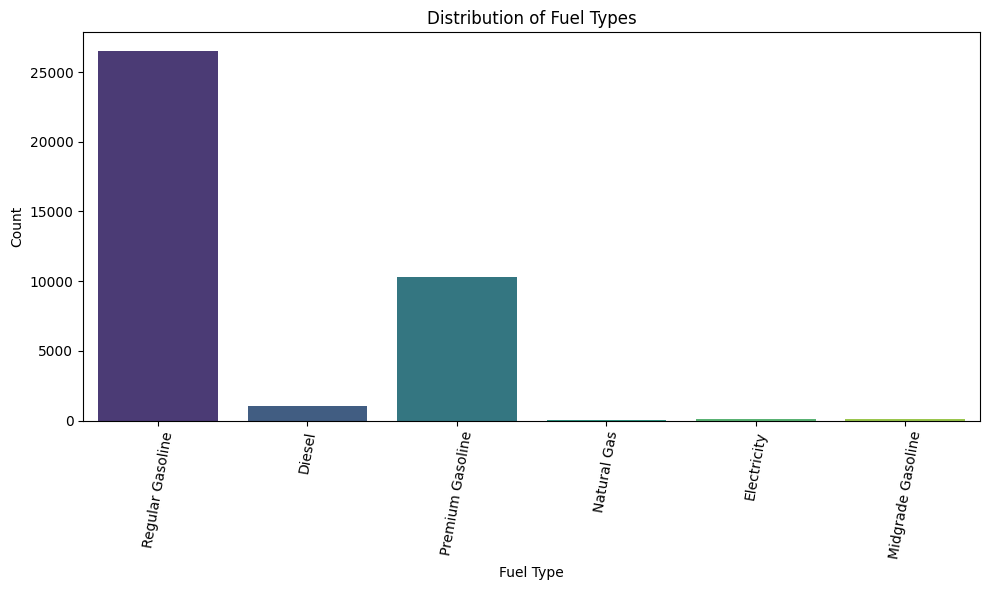 Distribution of Fuel Types
Count
25000
20000
15000
10000
5000
0
Regular Gasoline
Diesel
Premium Gasoline
Natural Gas
Electricity
Midgrade Gasoline
Fuel Type